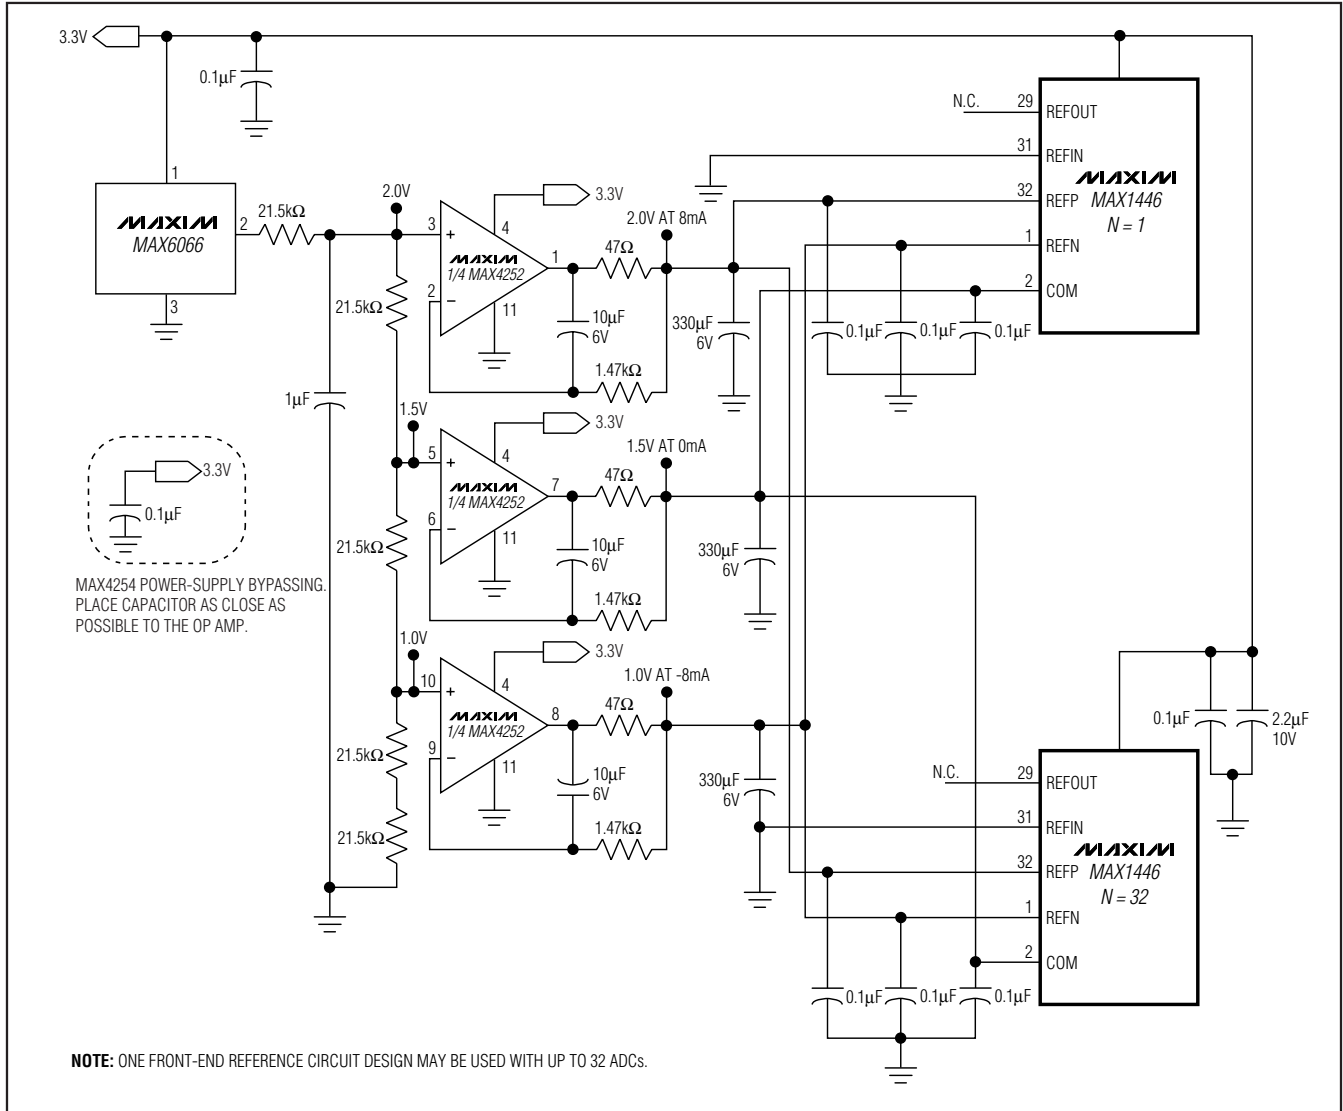 3.3V
0.1µF
1
MAXIM
MAX6066
2
3
21.5kΩ
2.0V
21.5kΩ
1µF
3
+
2
−
MAXIM
1/4 MAX4252
4
3.3V
11
1
47Ω
2.0V AT 8mA
10µF
6V
1.47kΩ
330µF
6V
N.C.
29
REFOUT
31
REFIN
32
REFP
1
REFN
2
COM
MAXIM
MAX1446
N = 1
0.1µF
0.1µF
0.1µF
1.5V
5
+
6
−
MAXIM
1/4 MAX4252
4
3.3V
11
7
47Ω
1.5V AT 0mA
10µF
6V
1.47kΩ
330µF
6V
21.5kΩ
3.3V
0.1µF
MAX4254 POWER-SUPPLY BYPASSING.
PLACE CAPACITOR AS CLOSE AS
POSSIBLE TO THE OP AMP.
1.0V
10
+
9
−
MAXIM
1/4 MAX4252
4
3.3V
11
8
47Ω
1.0V AT -8mA
10µF
6V
1.47kΩ
330µF
6V
21.5kΩ
21.5kΩ
0.1µF
2.2µF
10V
N.C.
29
REFOUT
31
REFIN
32
REFP
1
REFN
2
COM
MAXIM
MAX1446
N = 32
0.1µF
0.1µF
0.1µF
NOTE: ONE FRONT-END REFERENCE CIRCUIT DESIGN MAY BE USED WITH UP TO 32 ADCs.